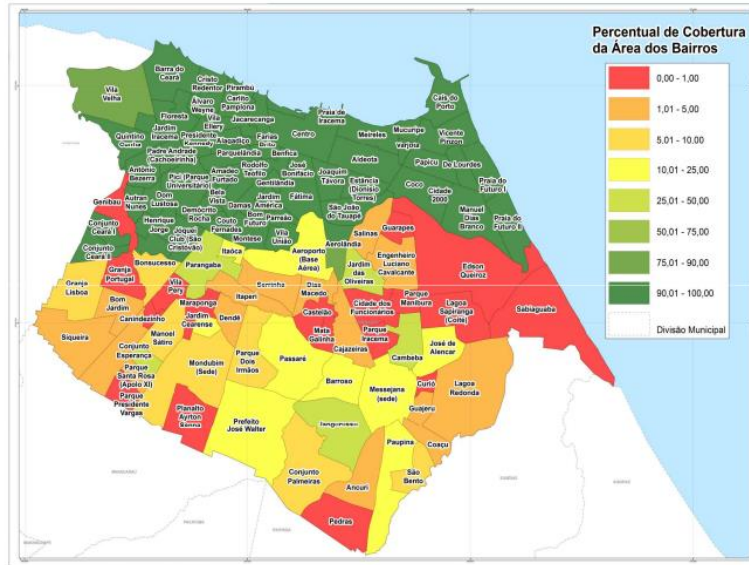 Percentual de Cobertura
da Área dos Bairros
0,00 - 1,00
1,01 - 5,00
5,01 - 10,00
10,01 - 25,00
25,01 - 50,00
50,01 - 75,00
75,01 - 90,00
90,01 - 100,00
Divisão Municipal
Vila
Velha
Barra do
Ceará
Cristo
Redentor
Pirambú
Carlito
Pamplona
Álvaro
Weyne
Floresta
Vila
Ellery
Jacarecanga
Praia de
Iracema
Cais do
Porto
Quintino
Cunha
Jardim
Iracema
Presidente
Kennedy
Alagadiço
Farias
Brito
Centro
Meireles
Mucuripe
Varjota
Vicente
Pinzon
Padre Andrade
(Cachoeirinha)
Parquelândia
Benfica
Aldeota
Papicu
De Lourdes
Antônio
Bezerra
Pici (Parque
Universitário)
Amadeo
Furtado
Rodolfo
Teófilo
Gentilândia
José
Bonifácio
Joaquim
Távora
Estância
(Dionísio
Torres)
Cocó
Cidade
2000
Praia do
Futuro I
Genibaú
Autran
Nunes
Dom
Lustosa
Bela
Vista
Damas
Jardim
América
Fátima
São João
do Tauape
Manuel
Dias
Branco
Praia do
Futuro II
Conjunto
Ceará I
Henrique
Jorge
Demócrito
Rocha
Couto
Fernades
Bom
Futuro
Parreão
Salinas
Guarapes
Conjunto
Ceará II
Jóquei
Club (São
Cristovão)
Montese
Vila
União
Itaóca
Aeroporto
(Base
Aérea)
Aerolândia
Engenheiro
Luciano
Cavalcante
Edson
Queiroz
Granja
Portugal
Bonsucesso
Parangaba
Jardim
das
Oliveiras
Granja
Lisboa
Vila
Pery
Serrinha
Dias
Macedo
Cidade dos
Funcionários
Parque
Manibura
Lagoa
Sapiranga
(Coité)
Sabiaguaba
Bom
Jardim
Maraponga
Itaperi
Castelão
Siqueira
Canindezinho
Jardim
Cearense
Dendê
Mata
Galinha
Parque
Iracema
Manoel
Sátiro
Cajazeiras
Cambeba
José de
Alencar
Conjunto
Esperança
Mondubim
(Sede)
Parque
Dois
Irmãos
Passaré
Parque
Santa Rosa
(Apolo XI)
Barroso
Messejana
(sede)
Curió
Lagoa
Redonda
Parque
Presidente
Vargas
Planalto
Ayrton
Senna
Prefeito
José Walter
Guajeru
Jangurussu
Paupina
Coaçu
Conjunto
Palmeiras
Ancuri
São
Bento
Pedras